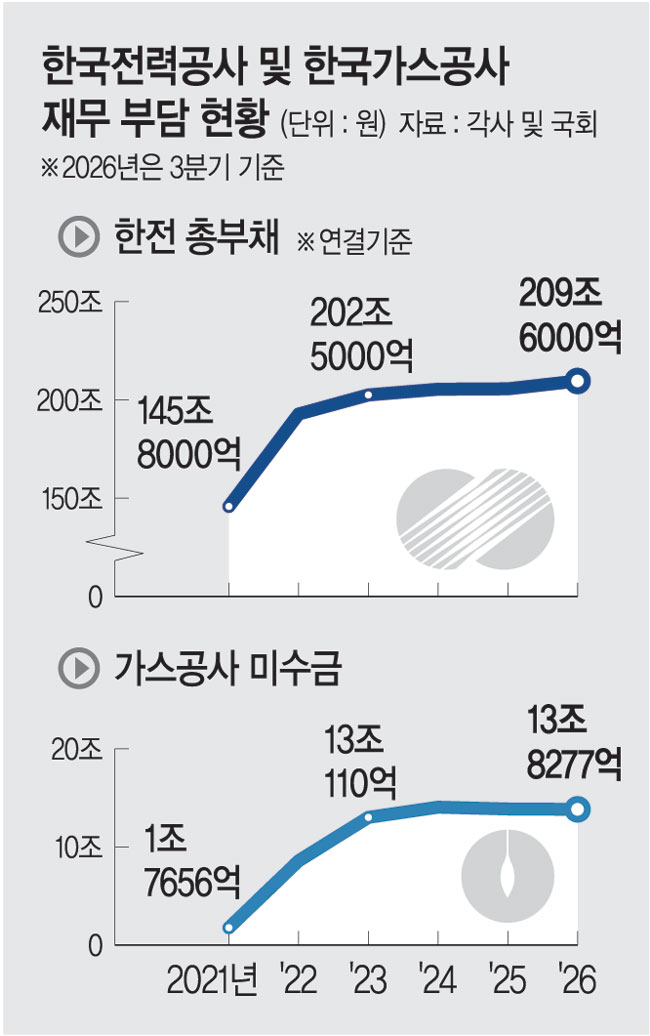 한국전력공사 및 한국가스공사
재무 부담 현황 (단위 : 원) 자료 : 각사 및 국회
※2026년은 3분기 기준
한전 총부채 ※연결기준
250조
200조
150조
0
145조
8000억
202조
5000억
209조
6000억
가스공사 미수금
20조
10조
0
1조
7656억
13조
110억
13조
8277억
2021년 '22 '23 '24 '25 '26